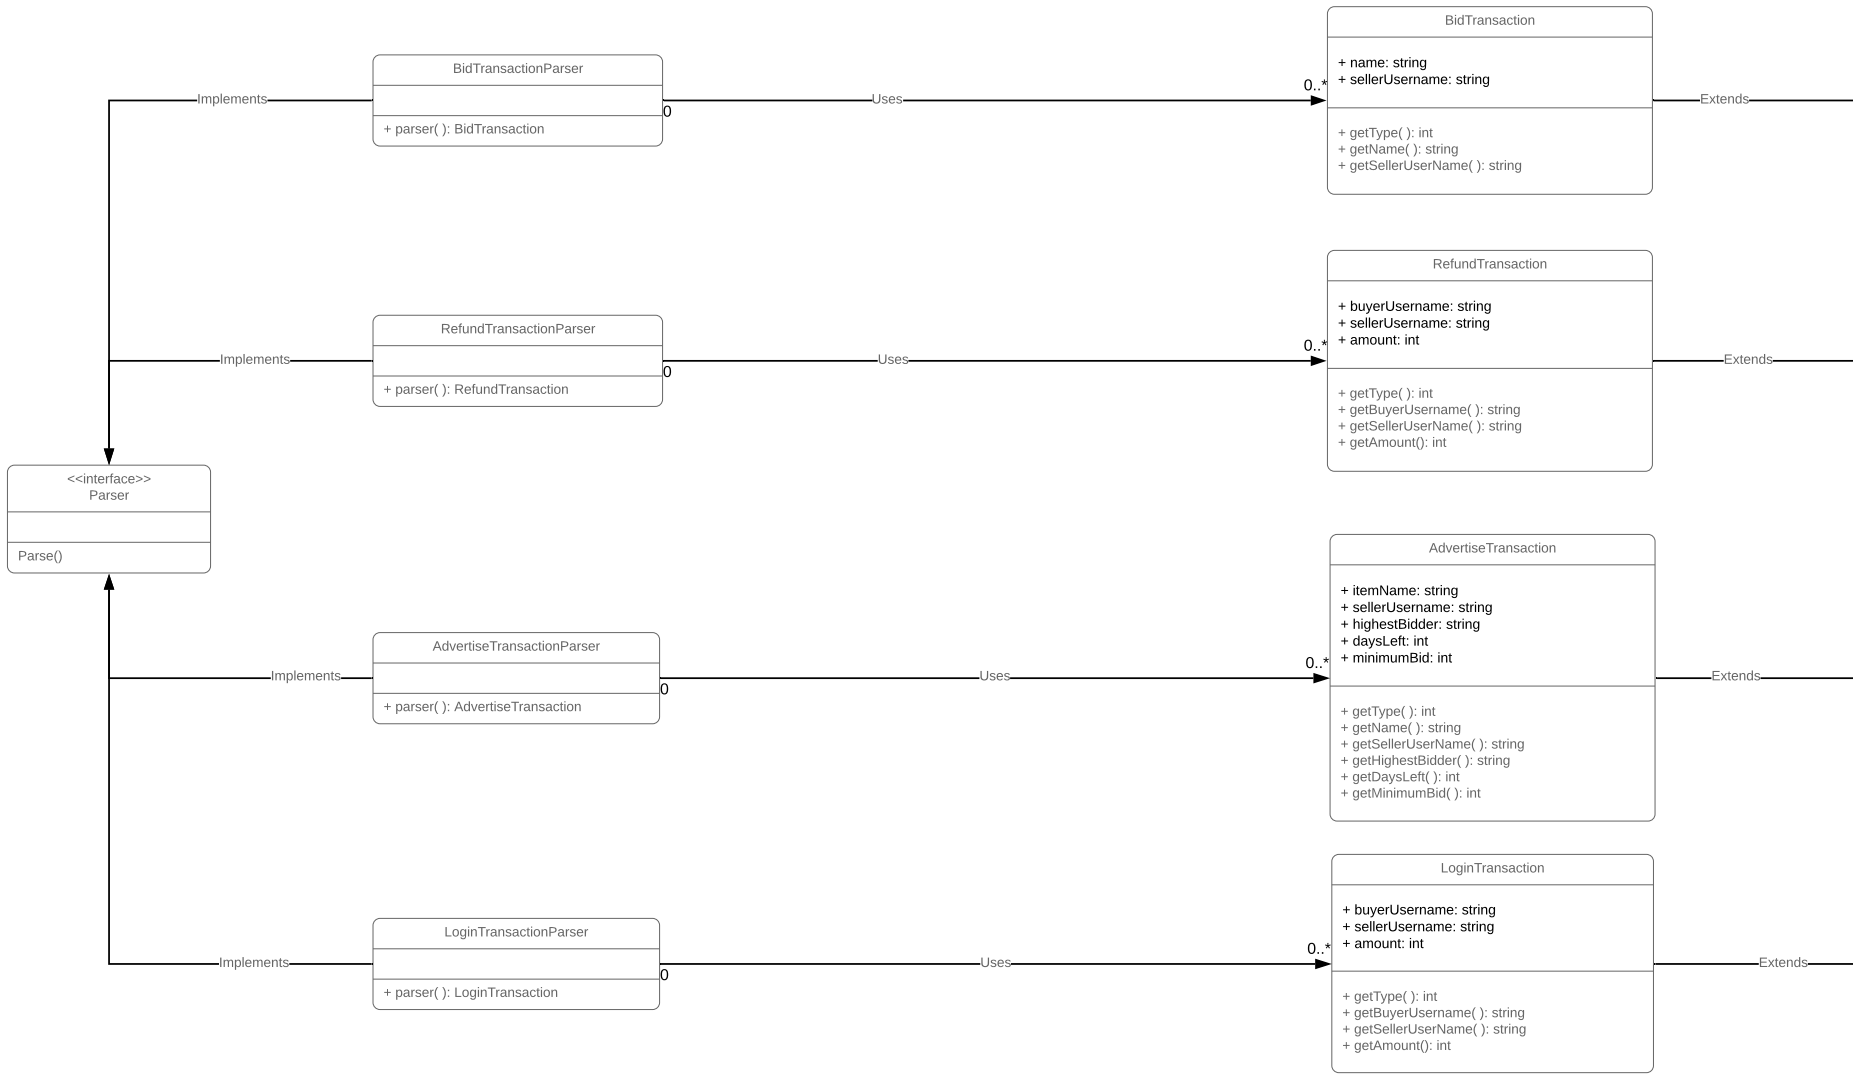 BidTransaction
+ name: string
+ sellerUsername: string
+ getType( ): int
+ getName( ): string
+ getSellerUserName( ): string
BidTransactionParser
+ parser( ): BidTransaction
Implements
0
Uses
0..*
Extends
RefundTransaction
+ buyerUsername: string
+ sellerUsername: string
+ amount: int
+ getType( ): int
+ getBuyerUsername( ): string
+ getSellerUserName( ): string
+ getAmount(): int
RefundTransactionParser
+ parser( ): RefundTransaction
Implements
0
Uses
0..*
Extends
<<interface>>
Parser
Parse()
AdvertiseTransaction
+ itemName: string
+ sellerUsername: string
+ highestBidder: string
+ daysLeft: int
+ minimumBid: int
+ getType( ): int
+ getName( ): string
+ getSellerUserName( ): string
+ getHighestBidder( ): string
+ getDaysLeft( ): int
+ getMinimumBid( ): int
AdvertiseTransactionParser
+ parser( ): AdvertiseTransaction
Implements
0
Uses
0..*
Extends
LoginTransaction
+ buyerUsername: string
+ sellerUsername: string
+ amount: int
+ getType( ): int
+ getBuyerUsername( ): string
+ getSellerUserName( ): string
+ getAmount(): int
LoginTransactionParser
+ parser( ): LoginTransaction
Implements
0
Uses
0..*
Extends